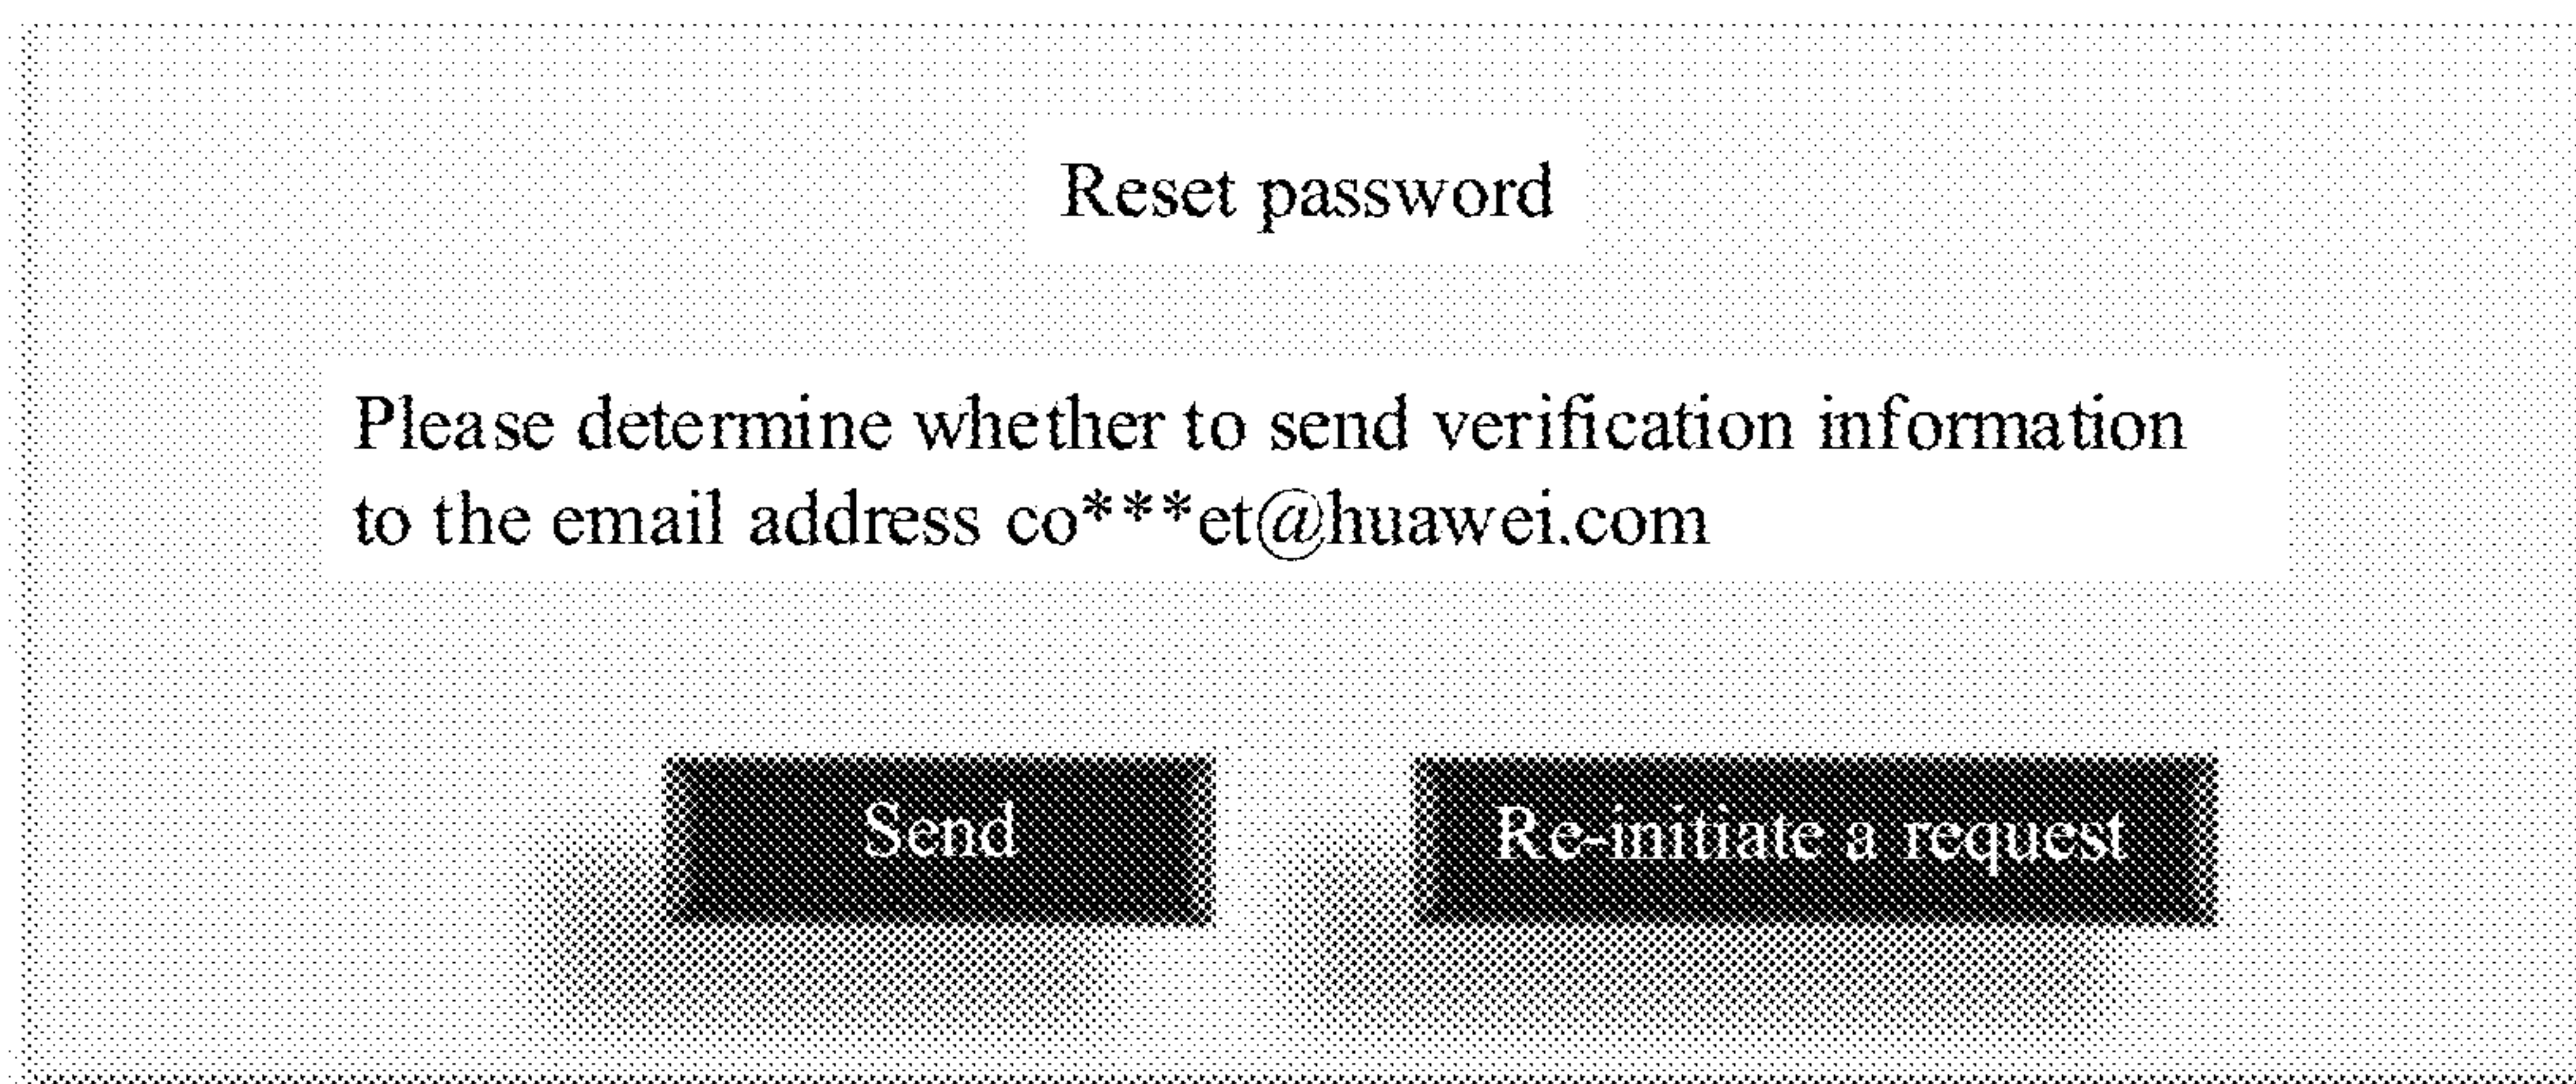 Reset password
Please determine whether to send verification information
to the email address co***et@huawei.com
Send
Re-initiate a request